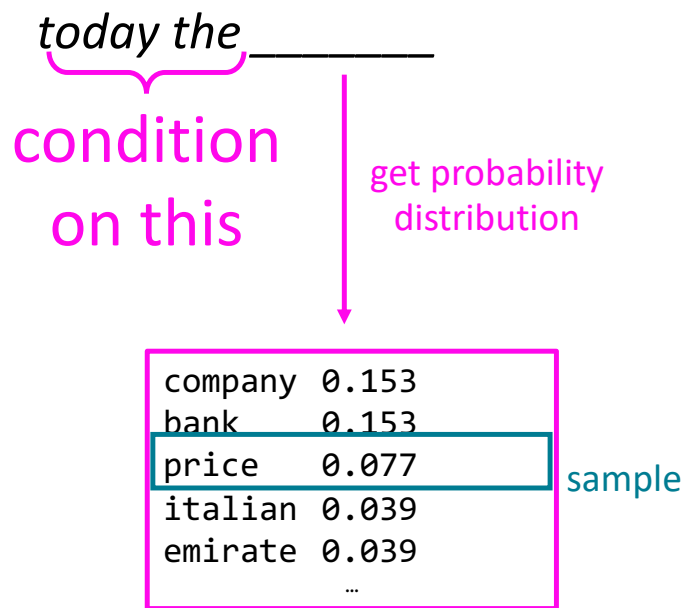 today the _______
condition
on this
get probability
distribution
company 0.153
bank 0.153
price 0.077
italian 0.039
emirate 0.039
…
sample